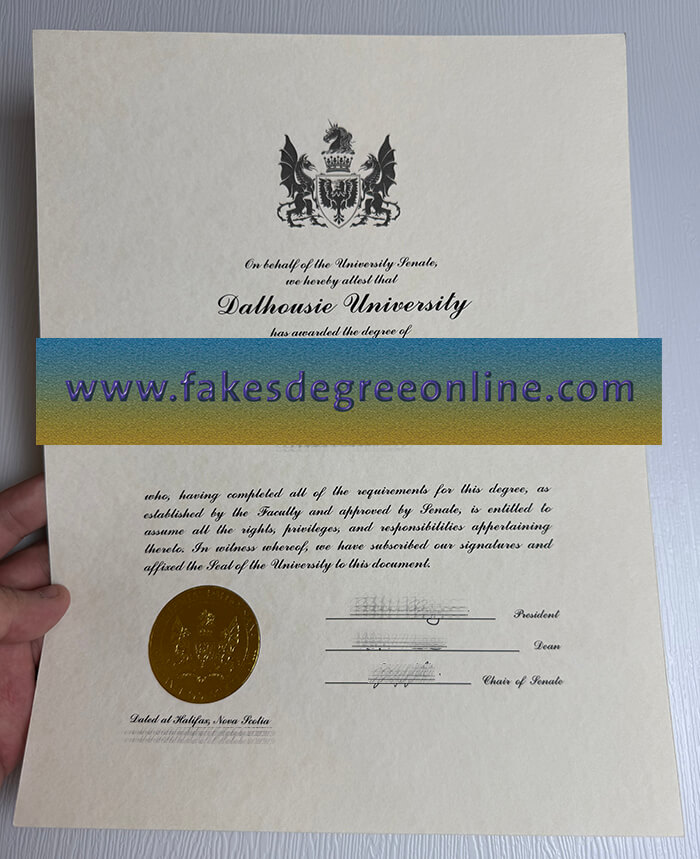 On behalf of the University Senate,
we hereby attest that
Dalhousie University
has awarded the degree of
www.fakesdegreeonline.com
who, having completed all of the requirements for this degree, as
established by the Faculty and approved by Senate, is entitled to
assume all the rights, privileges, and responsibilities appertaining
thereto. In witness whereof, we have subscribed our signatures and
affixed the Seal of the University to this document.
President
Dean
Chair of Senate
Dated at Halifax, Nova Scotia